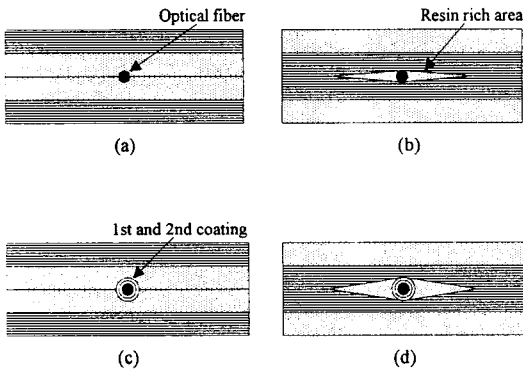 Optical fiber
Resin rich area
(a)
(b)
1st and 2nd coating
(c)
(d)